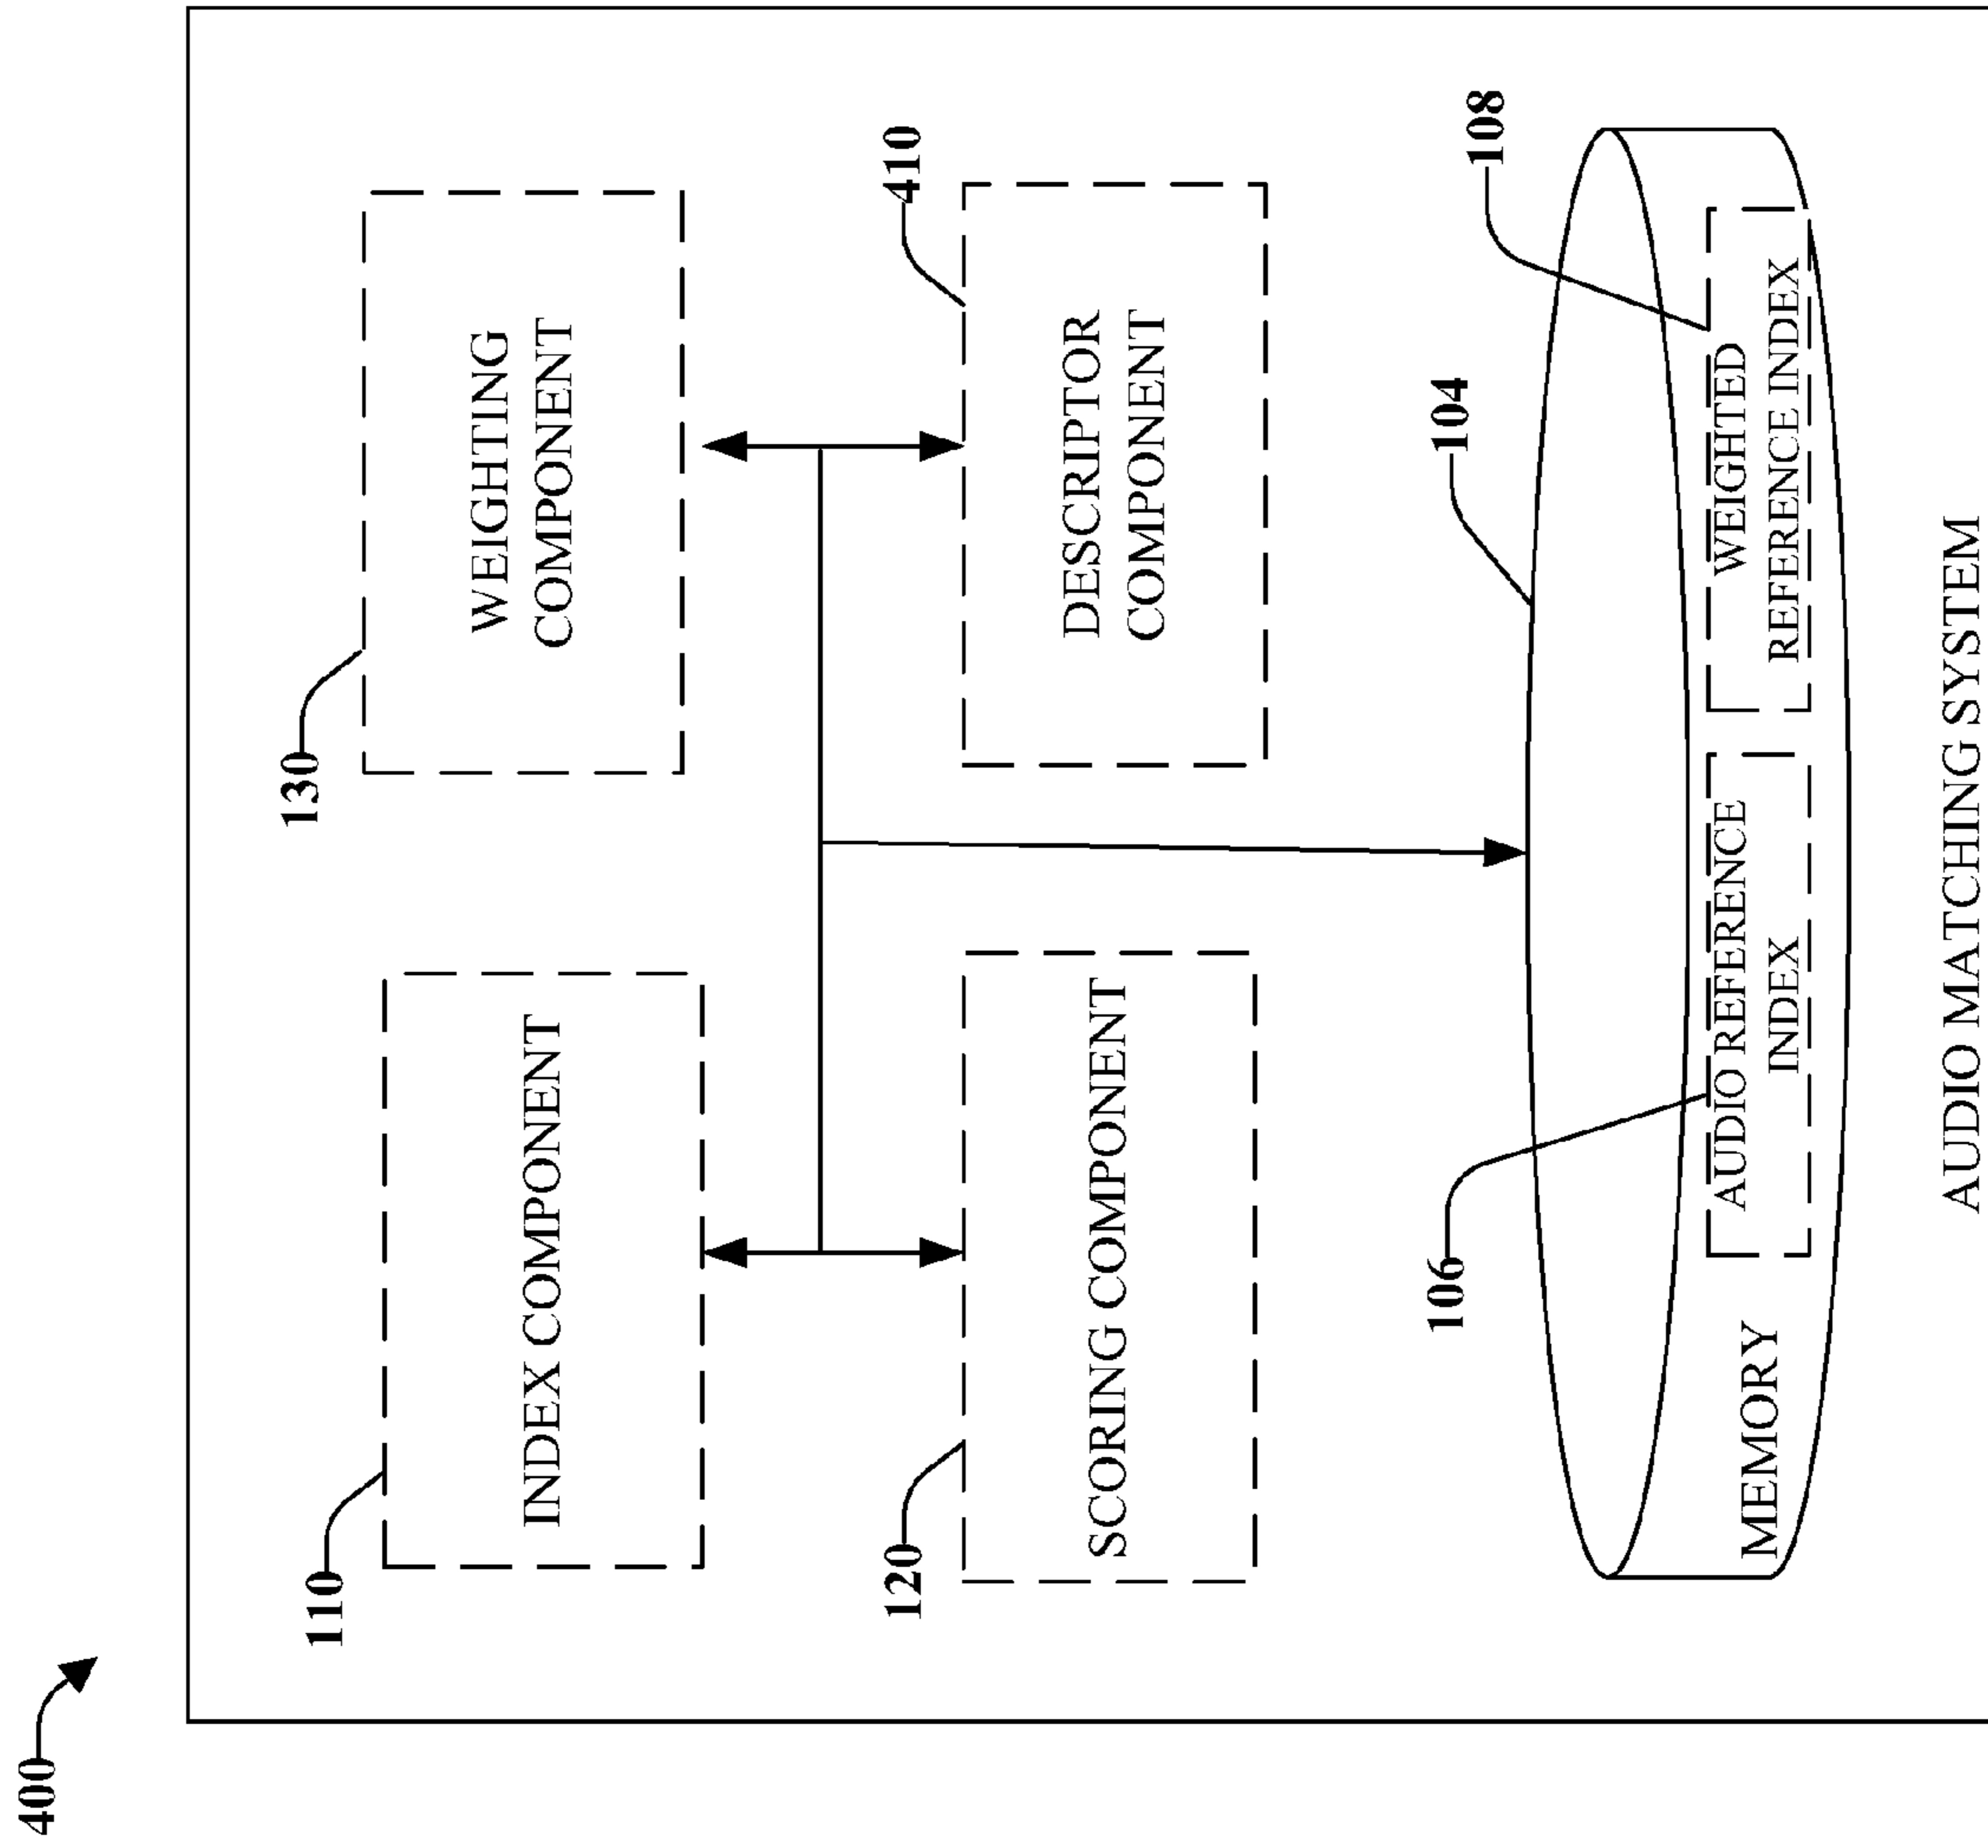 400
110
INDEX COMPONENT
130
WEIGHTING
COMPONENT
120
SCORING COMPONENT
410
DESCRIPTOR
COMPONENT
104
106
108
MEMORY
AUDIO REFERENCE
INDEX
WEIGHTED
REFERENCE INDEX
AUDIO MATCHING SYSTEM